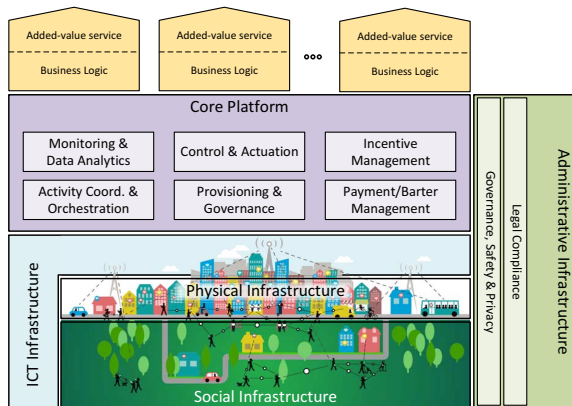 Added-value service
Business Logic
Added-value service
Business Logic
Added-value service
Business Logic
Core Platform
Monitoring &
Data Analytics
Control & Actuation
Incentive
Management
Activity Coord. &
Orchestration
Provisioning &
Governance
Payment/Barter
Management
ICT Infrastructure
Physical Infrastructure
Social Infrastructure
Governance, Safety & Privacy
Legal Compliance
Administrative Infrastructure